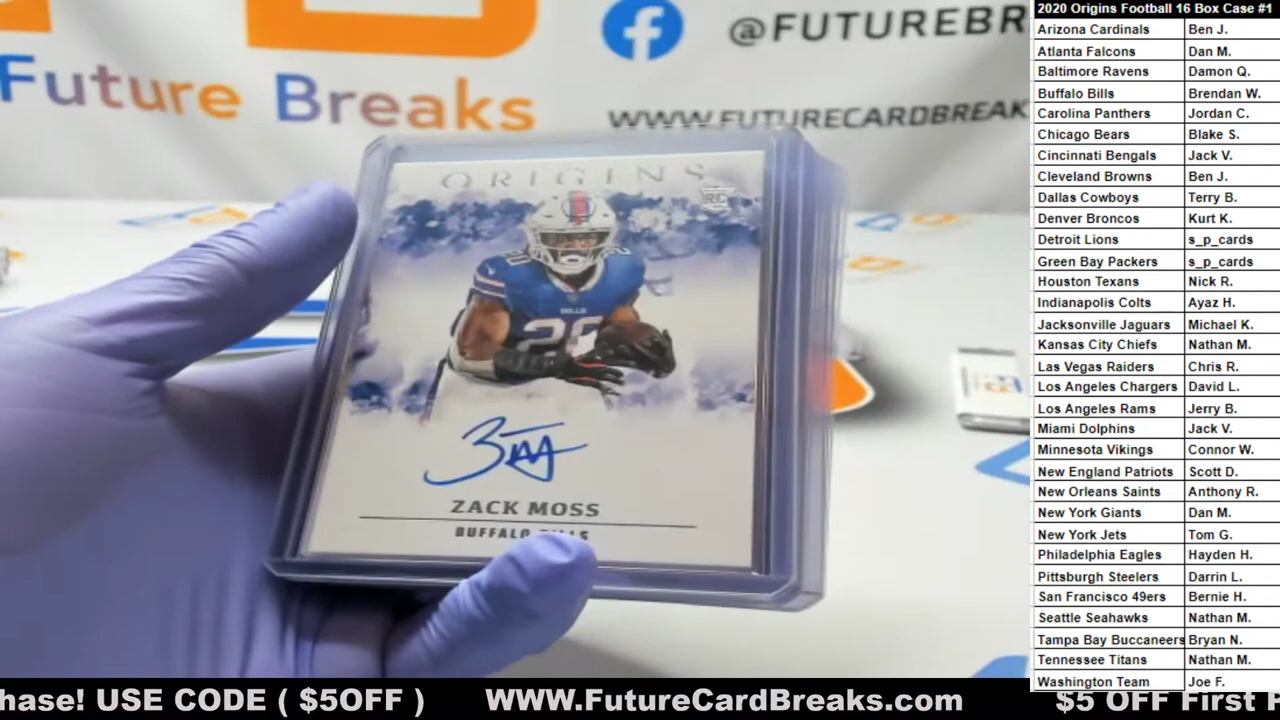 @FUTUREBR
Future Breaks
WWW.FUTURECARDBREAK
ORIGINS
RC
BILLS
20
ZACK MOSS
BUFFALO BILLS
2020 Origins Football 16 Box Case #1
Arizona Cardinals Ben J.
Atlanta Falcons Dan M.
Baltimore Ravens Damon Q.
Buffalo Bills Brendan W.
Carolina Panthers Jordan C.
Chicago Bears Blake S.
Cincinnati Bengals Jack V.
Cleveland Browns Ben J.
Dallas Cowboys Terry B.
Denver Broncos Kurt K.
Detroit Lions s_p_cards
Green Bay Packers s_p_cards
Houston Texans Nick R.
Indianapolis Colts Ayaz H.
Jacksonville Jaguars Michael K.
Kansas City Chiefs Nathan M.
Las Vegas Raiders Chris R.
Los Angeles Chargers David L.
Los Angeles Rams Jerry B.
Miami Dolphins Jack V.
Minnesota Vikings Connor W.
New England Patriots Scott D.
New Orleans Saints Anthony R.
New York Giants Dan M.
New York Jets Tom G.
Philadelphia Eagles Hayden H.
Pittsburgh Steelers Darrin L.
San Francisco 49ers Bernie H.
Seattle Seahawks Nathan M.
Tampa Bay Buccaneers Bryan N.
Tennessee Titans Nathan M.
Washington Team Joe F.
hase! USE CODE ( $5OFF ) WWW.FutureCardBreaks.com $5 OFF First P